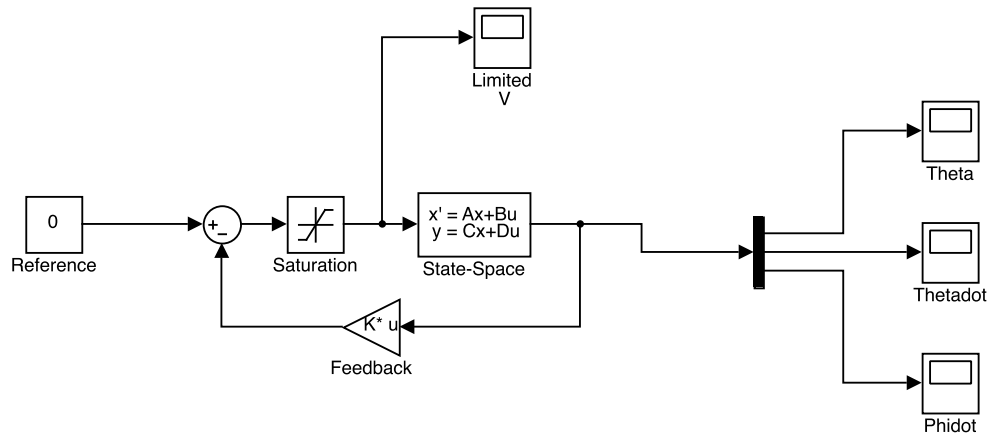 Limited
V
Theta
0
Reference
+
−
Saturation
x' = Ax+Bu
y = Cx+Du
State-Space
Thetadot
K* u
Feedback
Phidot